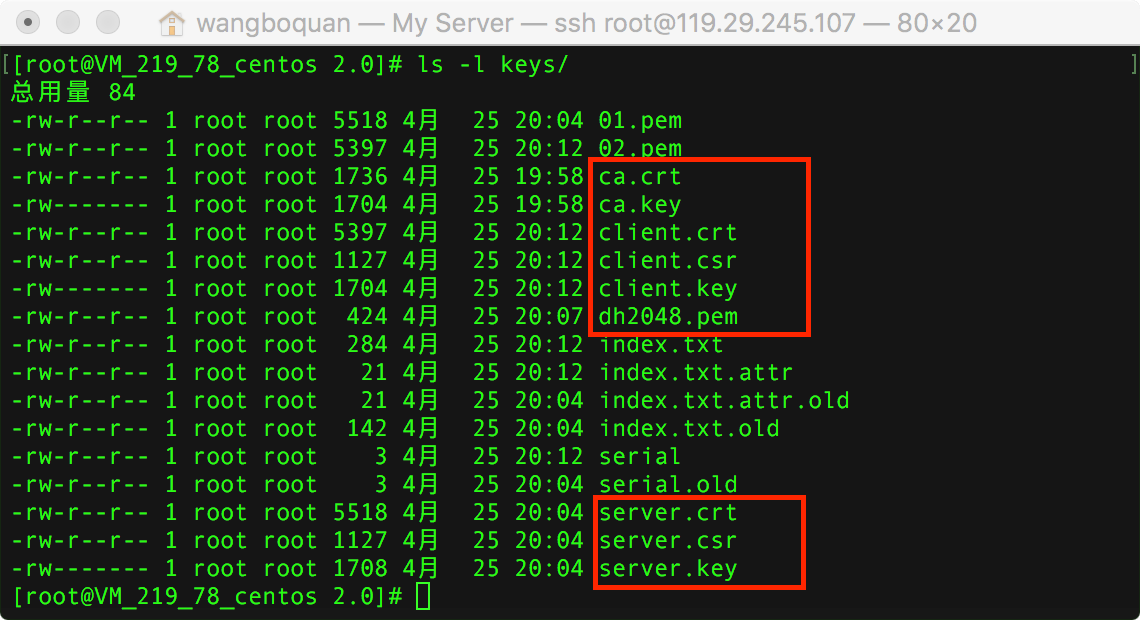 wangboquan — My Server — ssh root@119.29.245.107 — 80×20
[[root@VM_219_78_centos 2.0]# ls -l keys/ ]
总用量 84
-rw-r--r-- 1 root root 5518 4月  25 20:04 01.pem
-rw-r--r-- 1 root root 5397 4月  25 20:12 02.pem
-rw-r--r-- 1 root root 1736 4月  25 19:58 ca.crt
-rw------- 1 root root 1704 4月  25 19:58 ca.key
-rw-r--r-- 1 root root 5397 4月  25 20:12 client.crt
-rw-r--r-- 1 root root 1127 4月  25 20:12 client.csr
-rw------- 1 root root 1704 4月  25 20:12 client.key
-rw-r--r-- 1 root root  424 4月  25 20:07 dh2048.pem
-rw-r--r-- 1 root root  284 4月  25 20:12 index.txt
-rw-r--r-- 1 root root   21 4月  25 20:12 index.txt.attr
-rw-r--r-- 1 root root   21 4月  25 20:04 index.txt.attr.old
-rw-r--r-- 1 root root  142 4月  25 20:04 index.txt.old
-rw-r--r-- 1 root root    3 4月  25 20:12 serial
-rw-r--r-- 1 root root    3 4月  25 20:04 serial.old
-rw-r--r-- 1 root root 5518 4月  25 20:04 server.crt
-rw-r--r-- 1 root root 1127 4月  25 20:04 server.csr
-rw------- 1 root root 1708 4月  25 20:04 server.key
[root@VM_219_78_centos 2.0]#